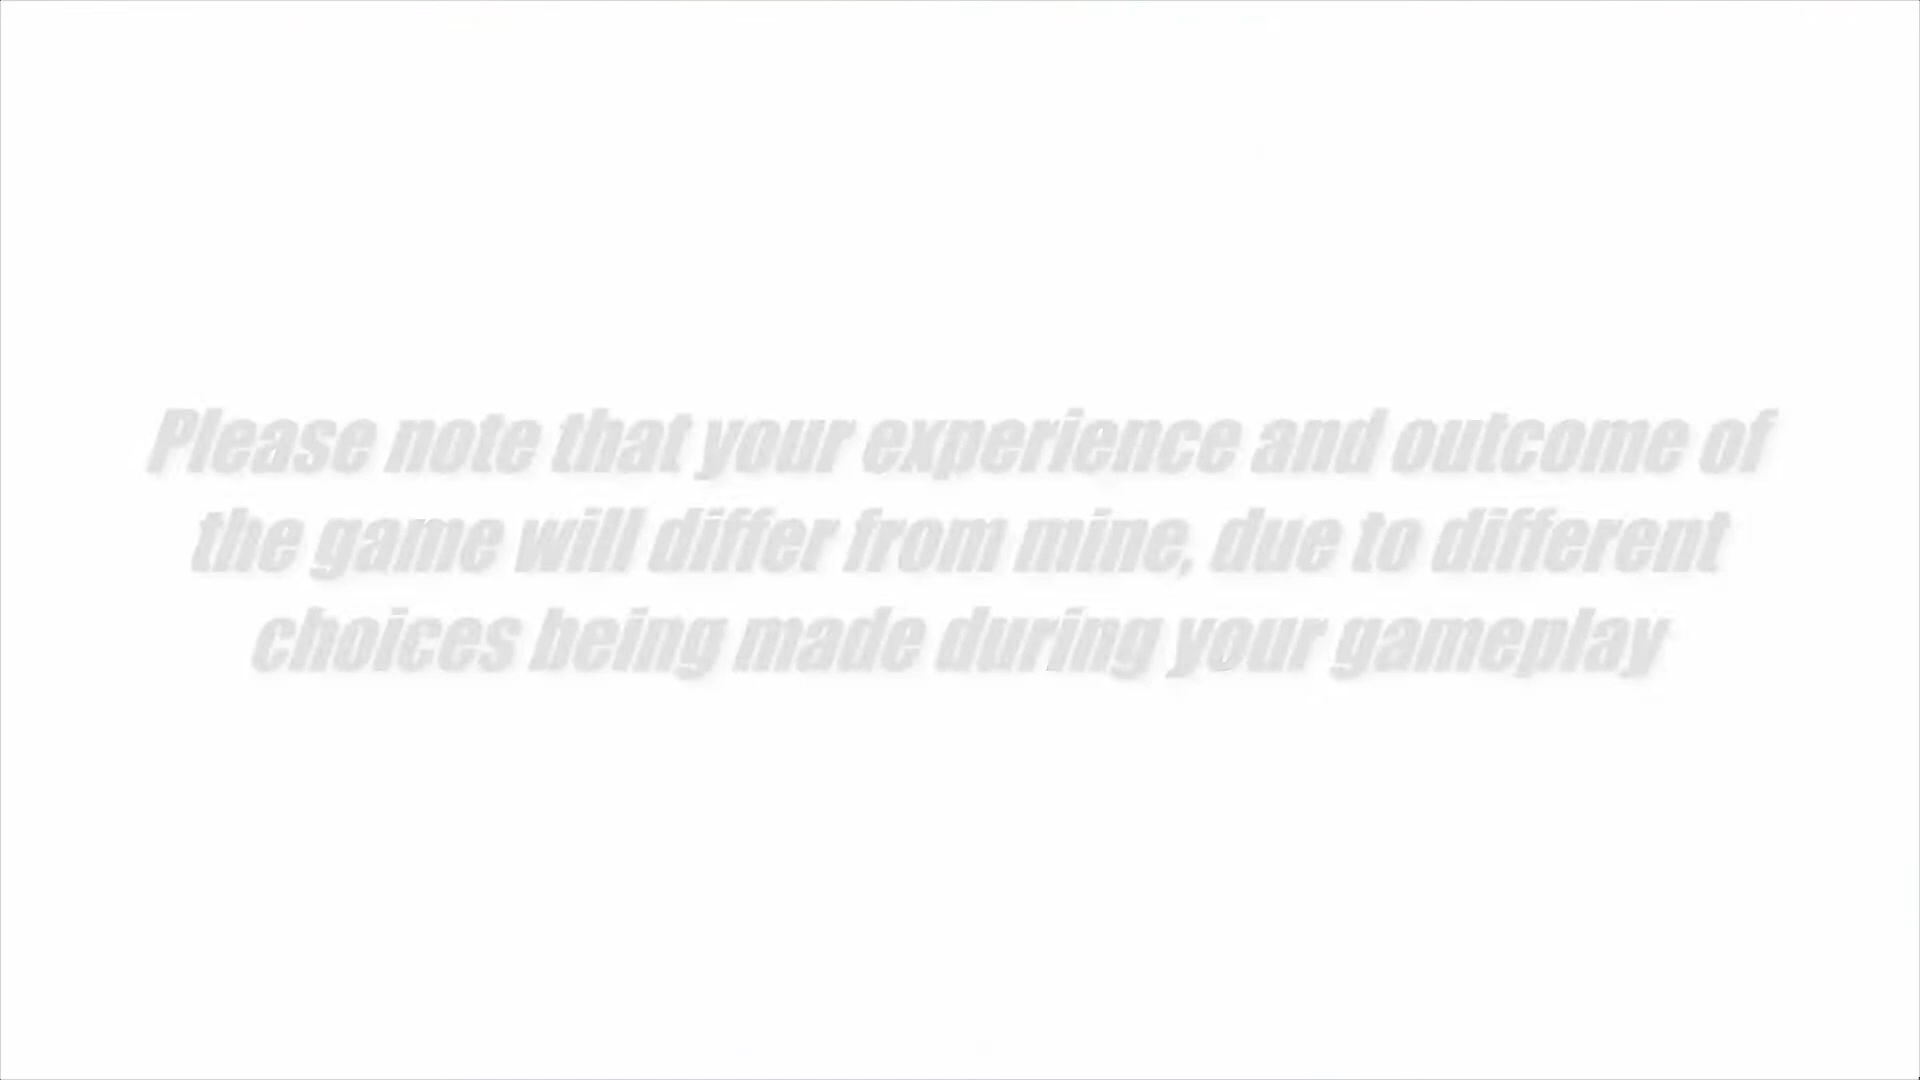 Please note that your experience and outcome of
the game will differ from mine, due to different
choices being made during your gameplay